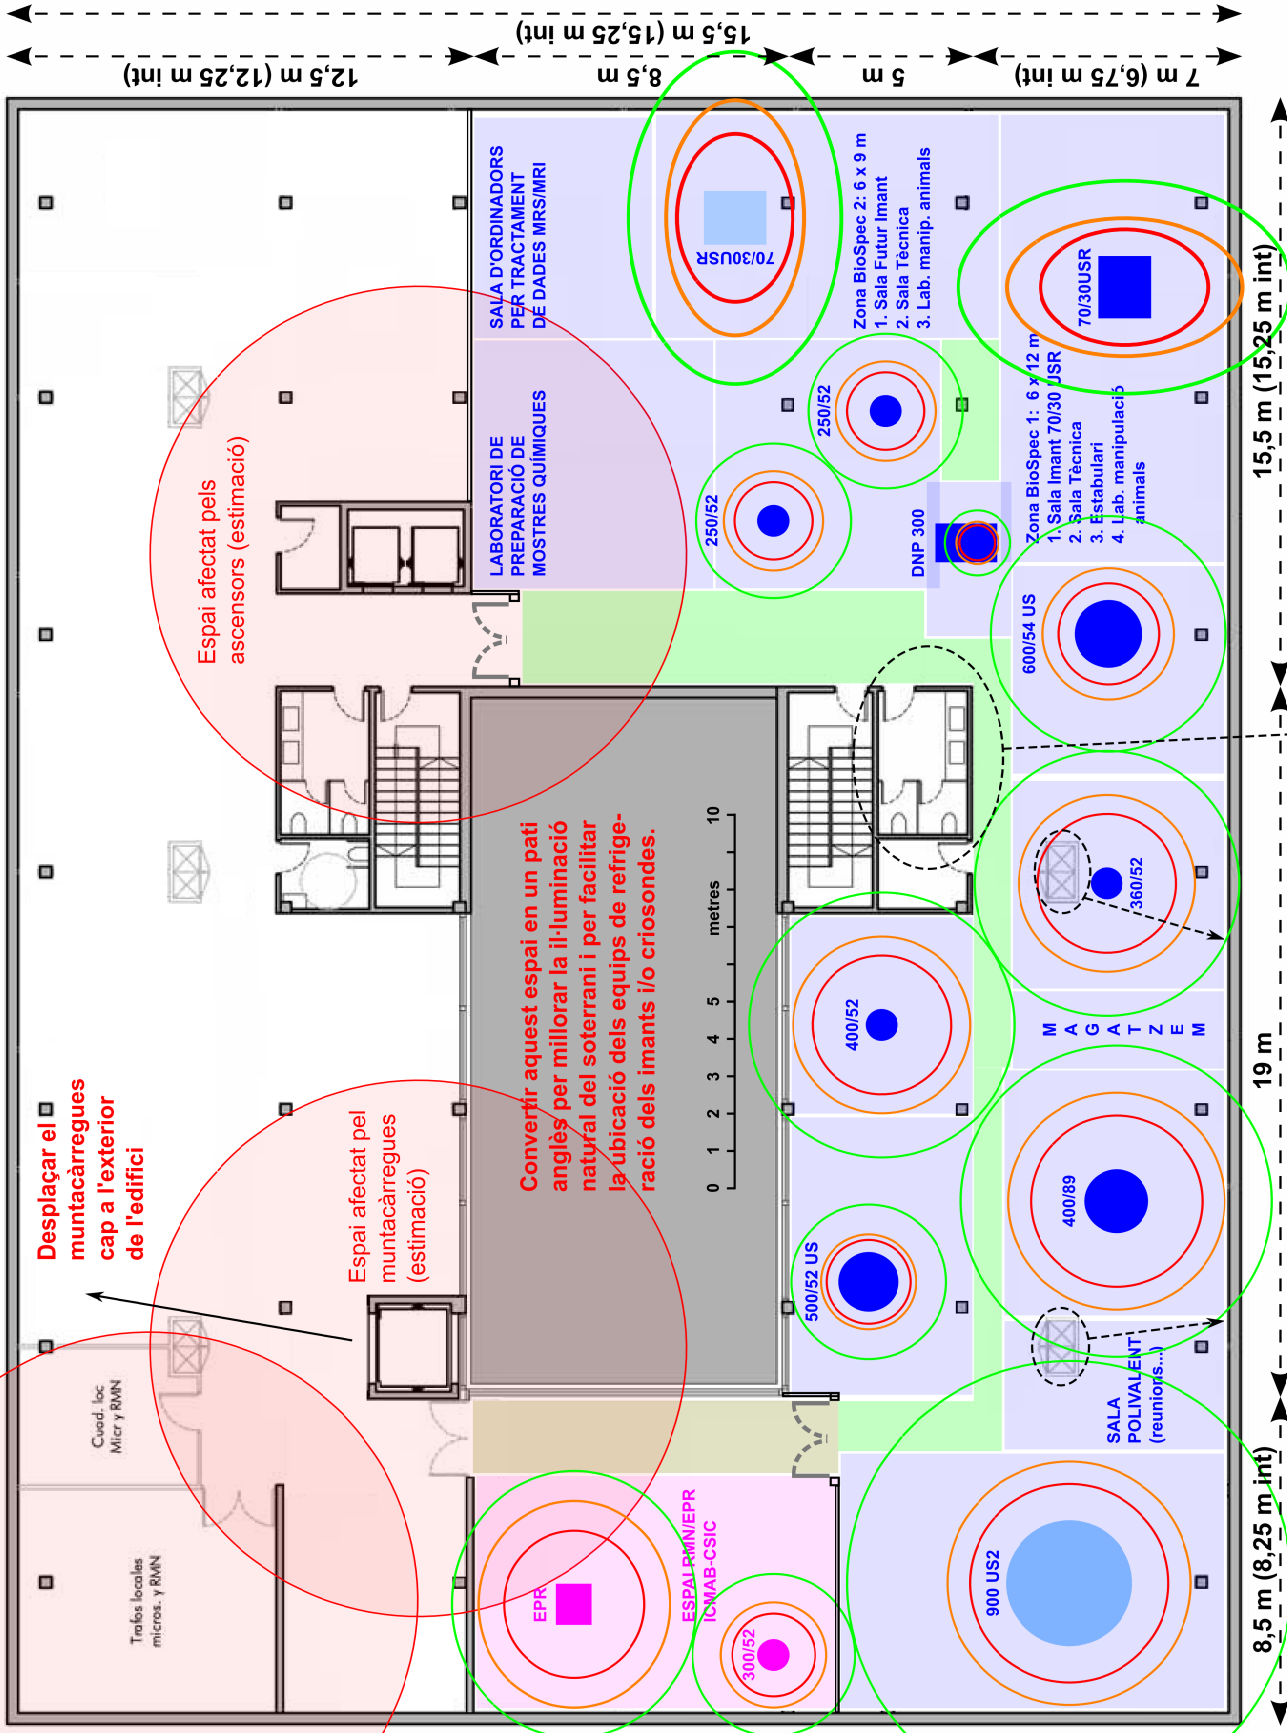 12,5 m (12,25 m int)
15,5 m (15,25 m int)
8,5 m
5 m
7 m (6,75 m int)
SALA D'ORDINADORS
PER TRACTAMENT
DE DADES MRS/MRI
70/30USR
Zona BioSpec 2: 6 x 9 m
1. Sala Futur Imant
2. Sala Tècnica
3. Lab. manip. animals
70/30USR
Zona BioSpec 1: 6 x 12 m
1. Sala Imant 70/30 USR
2. Sala Tècnica
3. Estabulari
4. Lab. manipulació
animals
15,5 m (15,25 m int)
Espai afectat pels
ascensors (estimació)
LABORATORI DE
PREPARACIÓ DE
MOSTRES QUÍMIQUES
250/52
250/52
DNP 300
600/54 US
Convertir aquest espai en un pati
anglès per millorar la il·luminació
natural del soterrani i per facilitar
la ubicació dels equips de refrige-
ració dels imants i/o criosondes.
0 1 2 3 4 5 metres 10
360/52
400/52
MAGATZEM
19 m
400/89
500/52 US
Desplaçar el
muntacàrregues
cap a l'exterior
de l'edifici
Espai afectat pel
muntacàrregues
(estimació)
SALA
POLIVALENT
(reunions...)
Cuad. loc
Micr y RMN
Trafos locales
micros. y RMN
EPR
ESPAI RMN/EPR
ICMAB-CSIC
300/52
900 US2
8,5 m (8,25 m int)